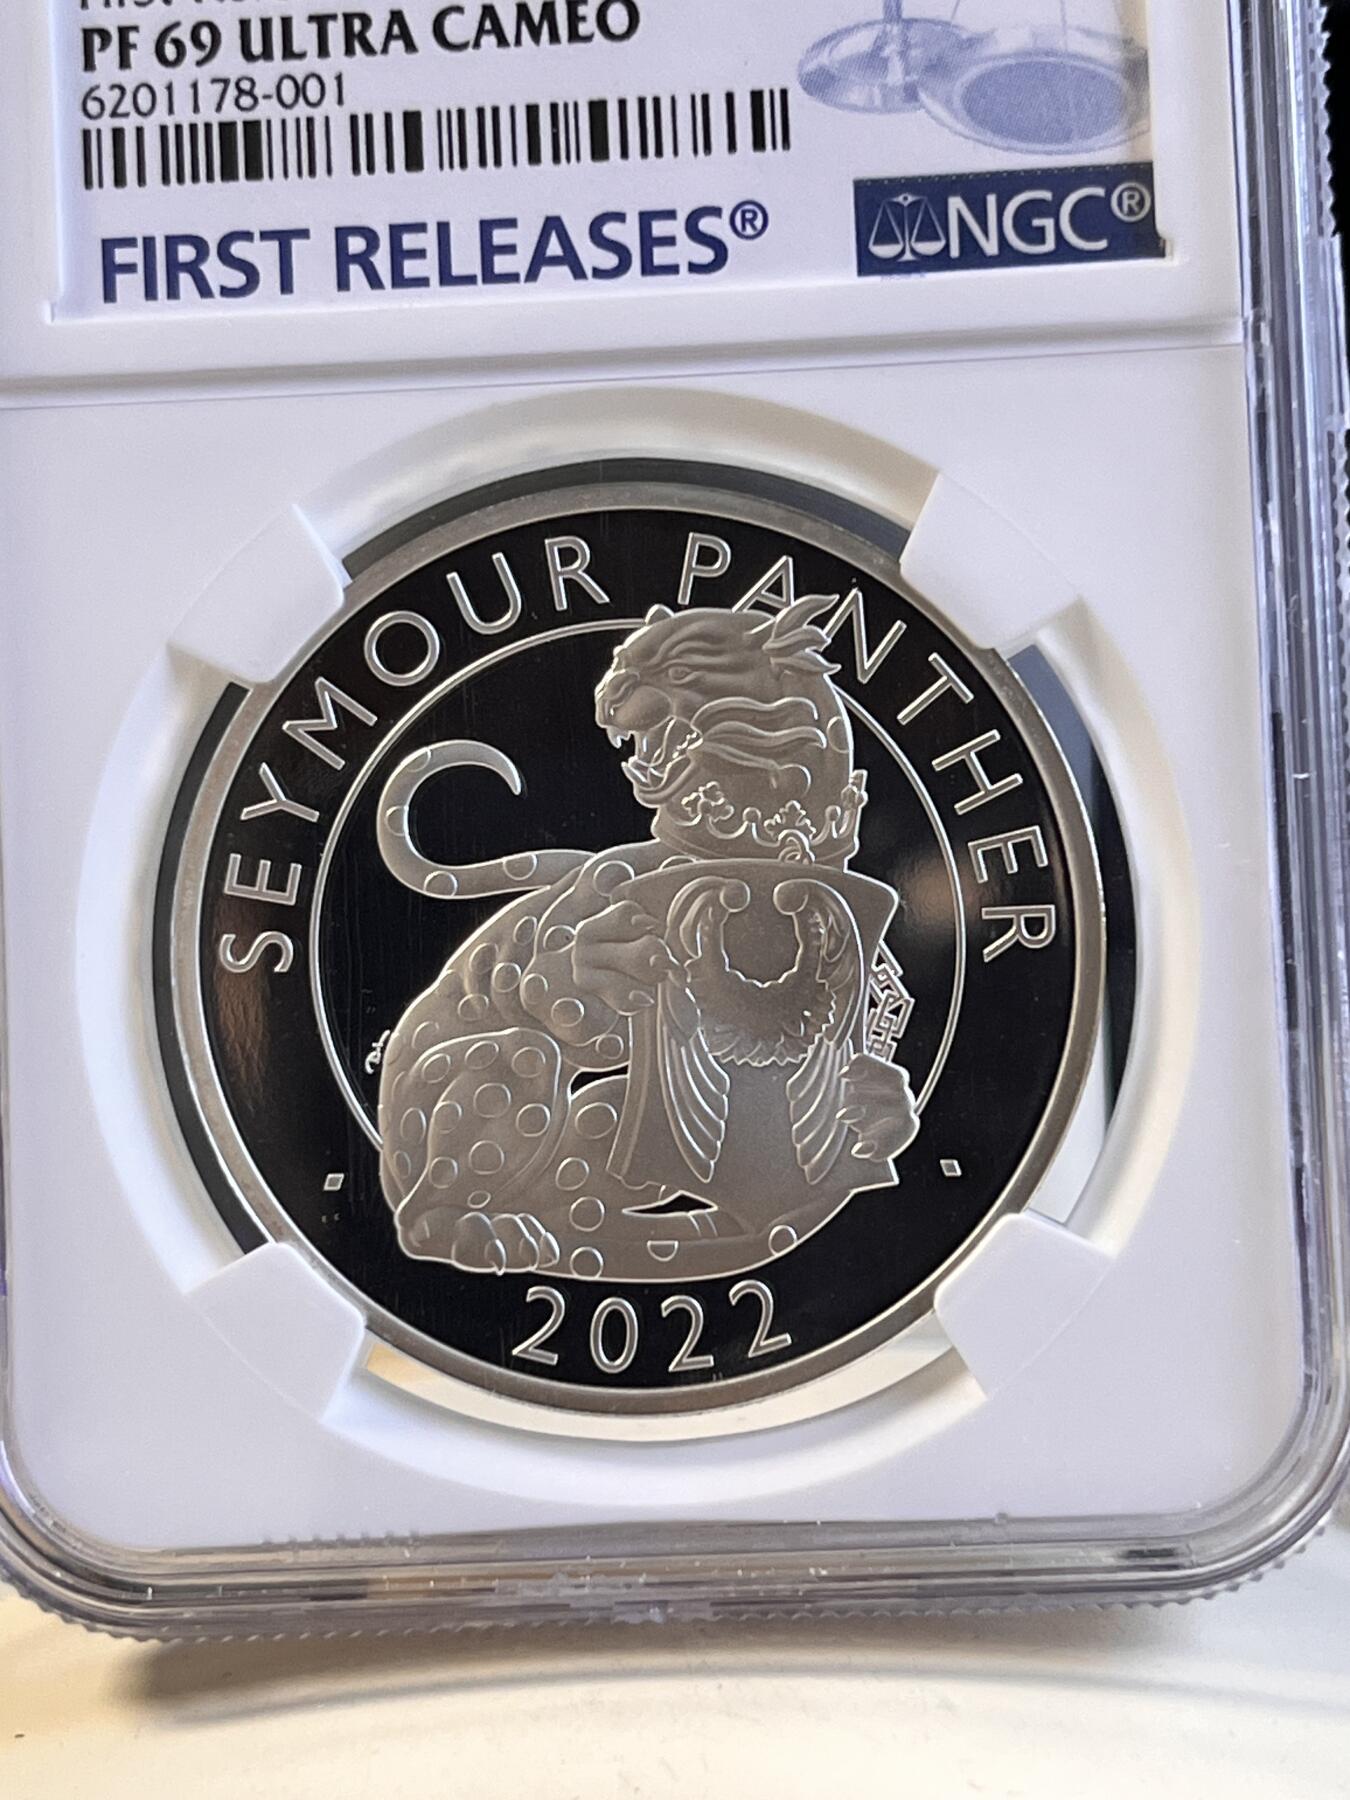 PF 69 ULTRA CAMEO
6201178-001
FIRST RELEASES®
NGC®
SEYMOUR PANTHER
2022